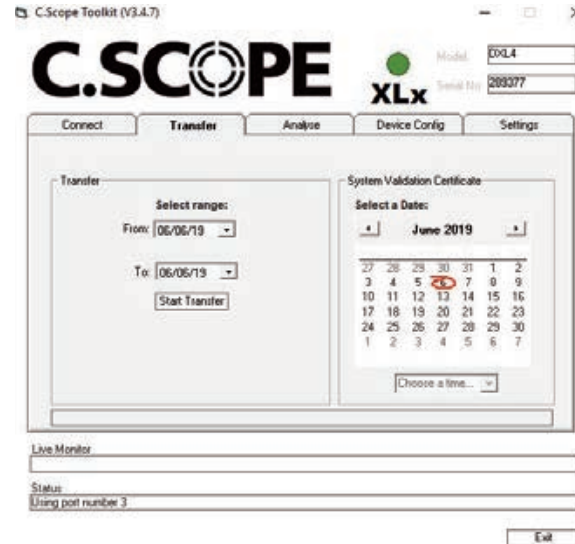 C.Scope Toolkit (V3.4.7)
C.SCOPE
XLx
Model: DXL4
Serial No: 289377
Connect Transfer Analyse Device Config Settings
Transfer
Select range:
From: 06/06/19
To: 06/06/19
Start Transfer
System Validation Certificate
Select a Date:
June 2019
27 28 29 30 31 1 2
3 4 5 6 7 8 9
10 11 12 13 14 15 16
17 18 19 20 21 22 23
24 25 26 27 28 29 30
1 2 3 4 5 6 7
Choose a time...
Live Monitor
Status
Using port number 3
Exit